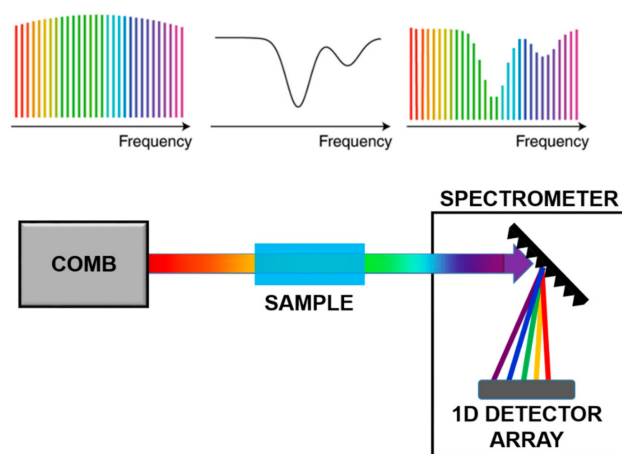 Frequency
Frequency
Frequency
SPECTROMETER
COMB
SAMPLE
1D DETECTOR
ARRAY